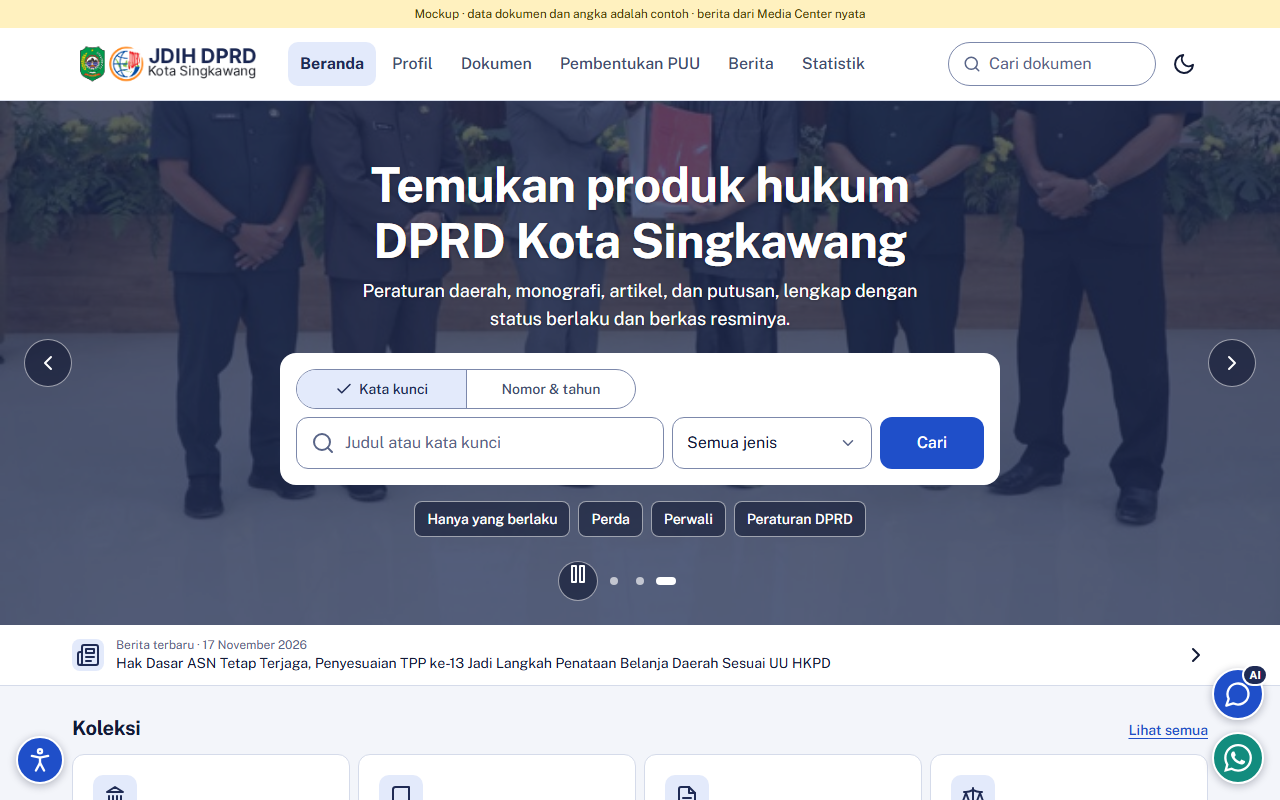 Mockup · data dokumen dan angka adalah contoh · berita dari Media Center nyata
JDIH DPRD
Kota Singkawang
Beranda
Profil
Dokumen
Pembentukan PUU
Berita
Statistik
Cari dokumen
Temukan produk hukum
DPRD Kota Singkawang
Peraturan daerah, monografi, artikel, dan putusan, lengkap dengan
status berlaku dan berkas resminya.
Kata kunci
Nomor & tahun
Judul atau kata kunci
Semua jenis
Cari
Hanya yang berlaku
Perda
Perwali
Peraturan DPRD
Berita terbaru · 17 November 2026
Hak Dasar ASN Tetap Terjaga, Penyesuaian TPP ke-13 Jadi Langkah Penataan Belanja Daerah Sesuai UU HKPD
AI
Koleksi
Lihat semua